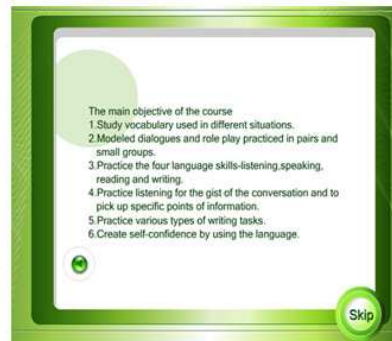 The main objective of the course
1.Study vocabulary used in different situations.
2.Modeled dialogues and role play practiced in pairs and
small groups.
3.Practice the four language skills-listening,speaking,
reading and writing.
4.Practice listening for the gist of the conversation and to
pick up specific points of information.
5.Practice various types of writing tasks.
6.Create self-confidence by using the language.
Skip